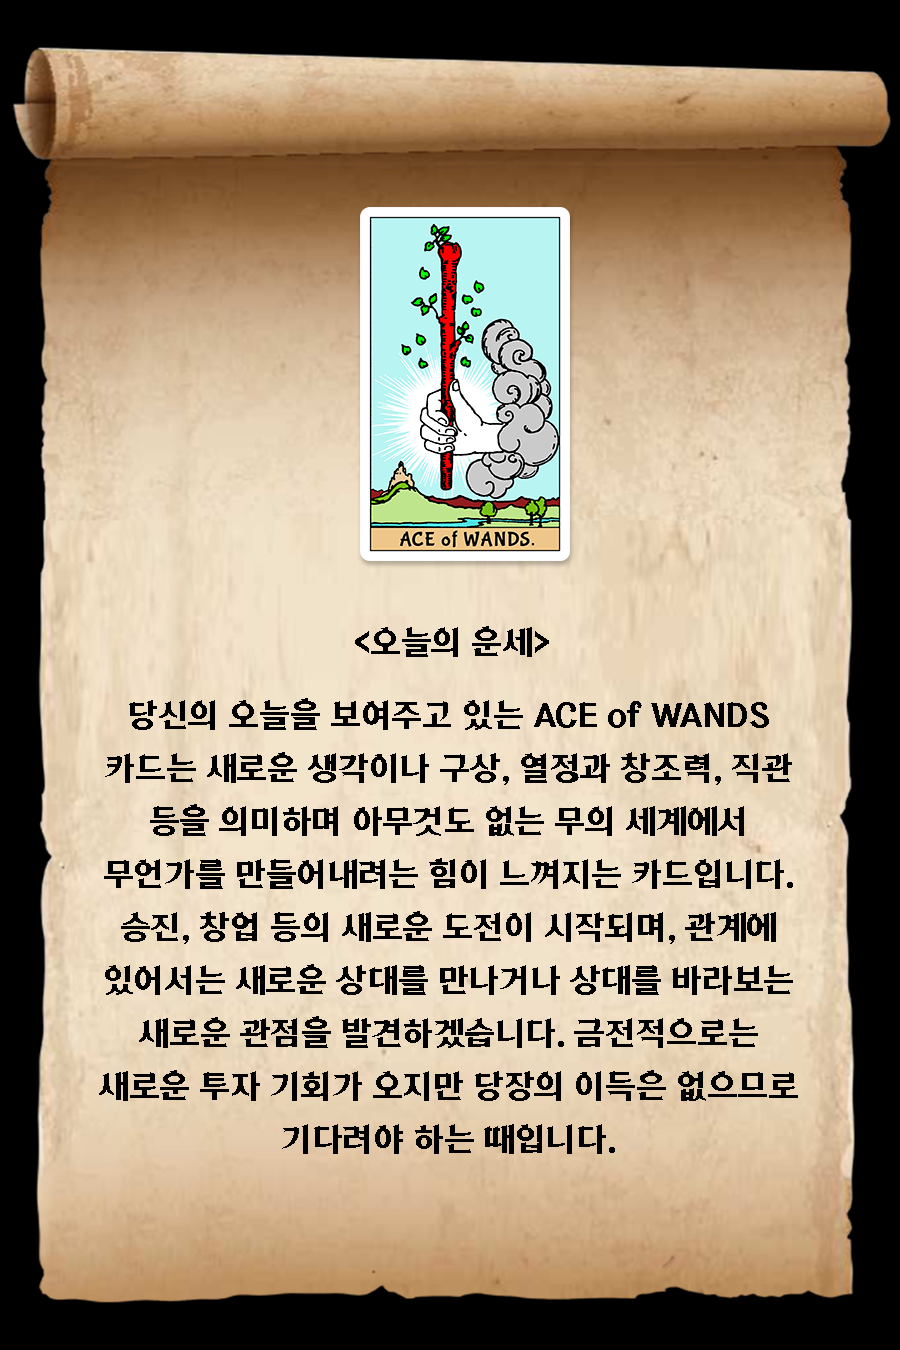 ACE of WANDS.
<오늘의 운세>
당신의 오늘을 보여주고 있는 ACE of WANDS
카드는 새로운 생각이나 구상, 열정과 창조력, 직관
등을 의미하며 아무것도 없는 무의 세계에서
무언가를 만들어내려는 힘이 느껴지는 카드입니다.
승진, 창업 등의 새로운 도전이 시작되며, 관계에
있어서는 새로운 상대를 만나거나 상대를 바라보는
새로운 관점을 발견하겠습니다. 금전적으로는
새로운 투자 기회가 오지만 당장의 이득은 없으므로
기다려야 하는 때입니다.